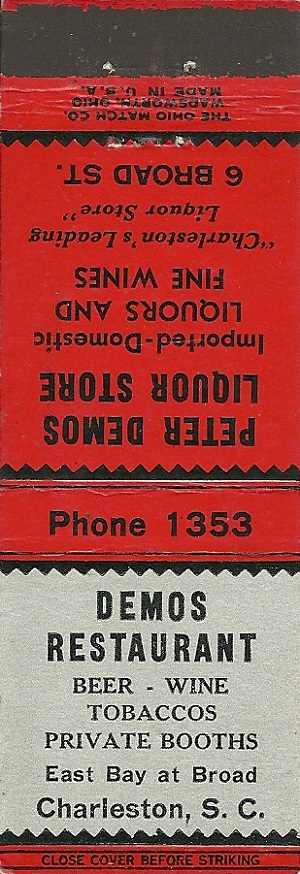 THE OHIO MATCH CO.
WADSWORTH, OHIO
MADE IN U.S.A.
PETER DEMOS
LIQUOR STORE
Imported-Domestic
LIQUORS AND
FINE WINES
"Charleston's Leading
Liquor Store"
6 BROAD ST.
Phone 1353
DEMOS
RESTAURANT
BEER - WINE
TOBACCOS
PRIVATE BOOTHS
East Bay at Broad
Charleston, S. C.
CLOSE COVER BEFORE STRIKING